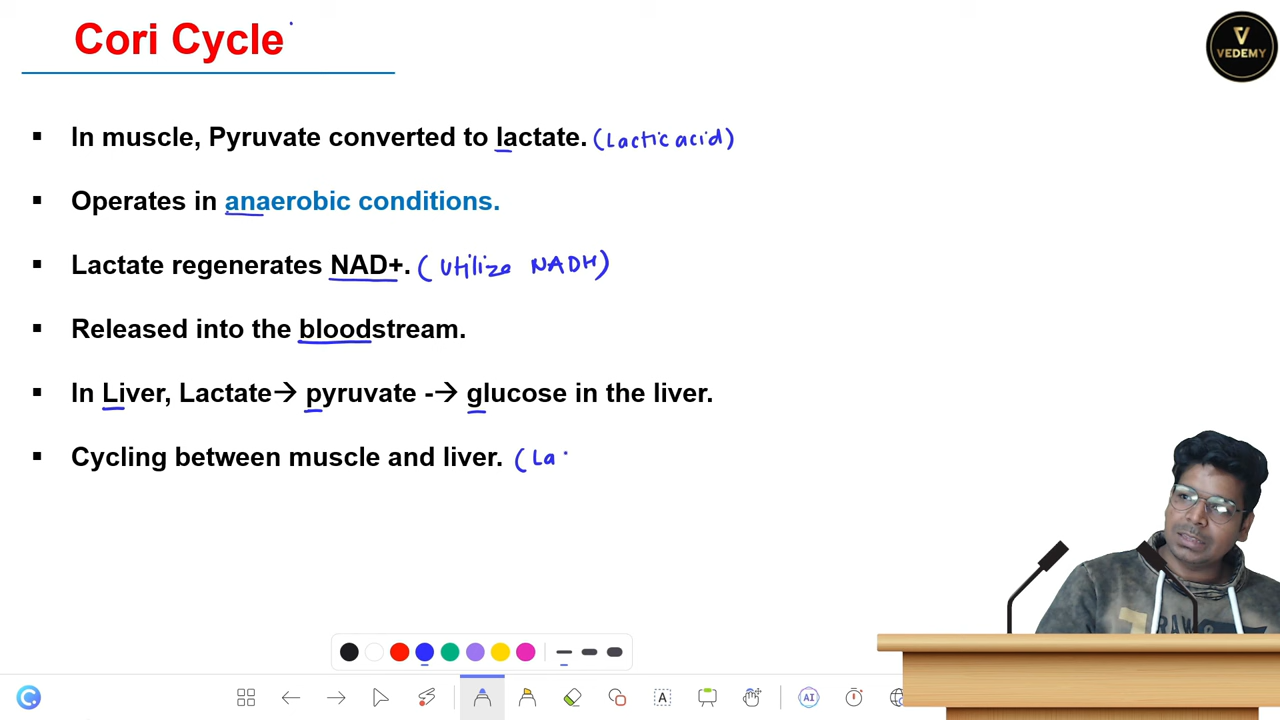 Cori Cycle
VEDEMY
▪ In muscle, Pyruvate converted to lactate. (Lactic acid)
▪ Operates in anaerobic conditions.
▪ Lactate regenerates NAD+. (Utilize NADH)
▪ Released into the bloodstream.
▪ In Liver, Lactate→ pyruvate -→ glucose in the liver.
▪ Cycling between muscle and liver. (La
A
AI